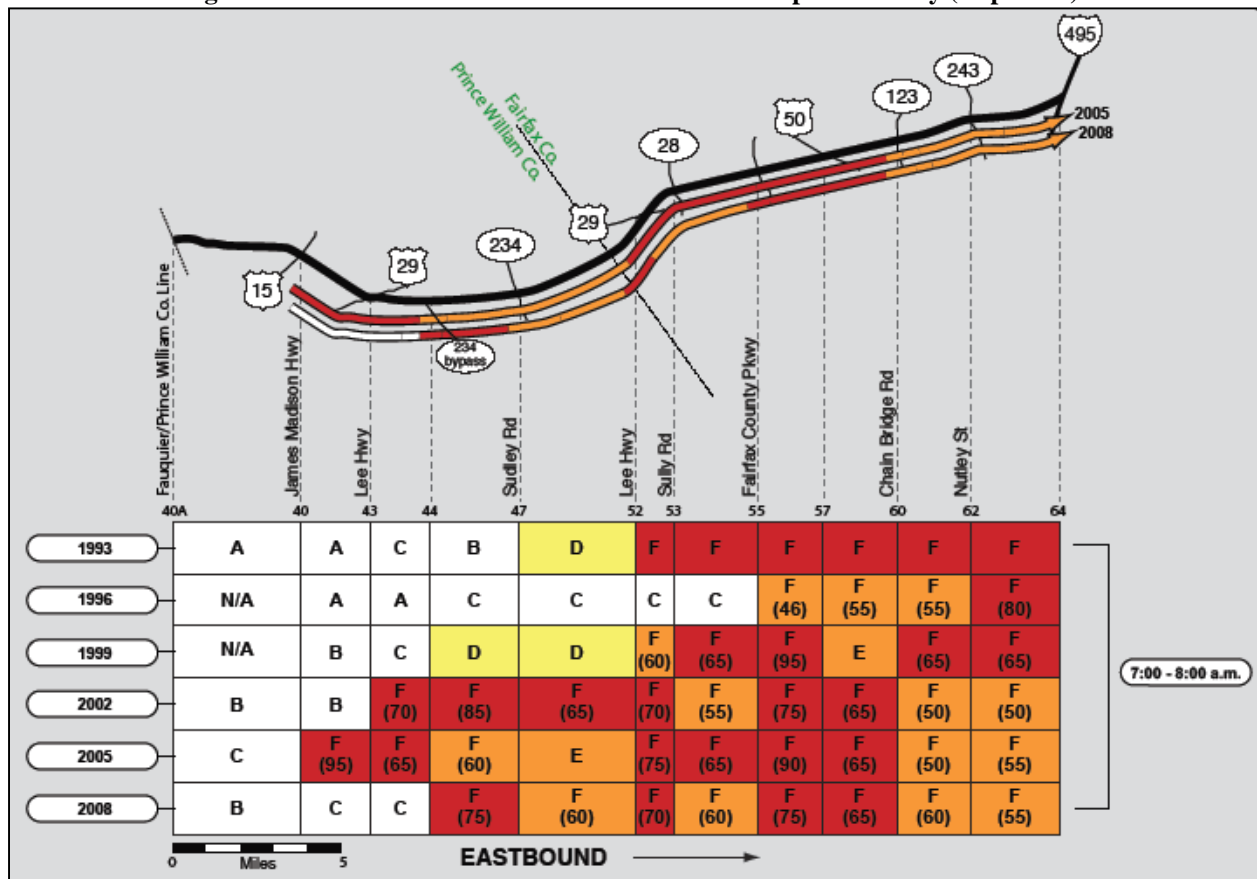 495
243
123
50
28
29
234
29
15
234
bypass
Fairfax Co.
Prince William Co.
2005
2008
Fauquier/Prince William Co. Line
James Madison Hwy
Lee Hwy
Sudley Rd
Lee Hwy
Sully Rd
Fairfax County Pkwy
Chain Bridge Rd
Nutley St
40A 40 43 44 47 52 53 55 57 60 62 64
1993 A A C B D F F F F F F
1996 N/A A A C C C C F (46) F (55) F (55) F (80)
1999 N/A B C D D F (60) F (65) F (95) E F (65) F (65)
2002 B B F (70) F (85) F (65) F (70) F (55) F (75) F (65) F (50) F (50)
2005 C F (95) F (65) F (60) E F (75) F (65) F (90) F (65) F (50) F (55)
2008 B C C F (75) F (60) F (70) F (60) F (75) F (65) F (60) F (55)
7:00 - 8:00 a.m.
0 Miles 5
EASTBOUND